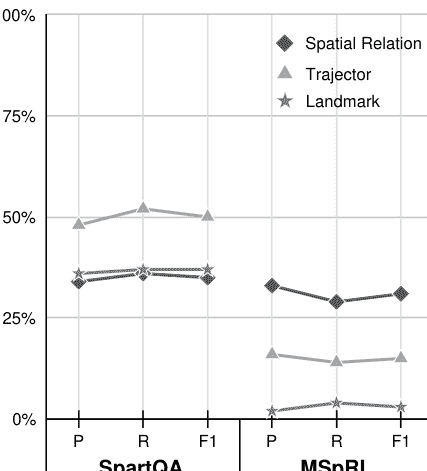 00%
Spatial Relation
Trajector
Landmark
75%
50%
25%
0%
P R F1 P R F1
SpartQA MSpRL